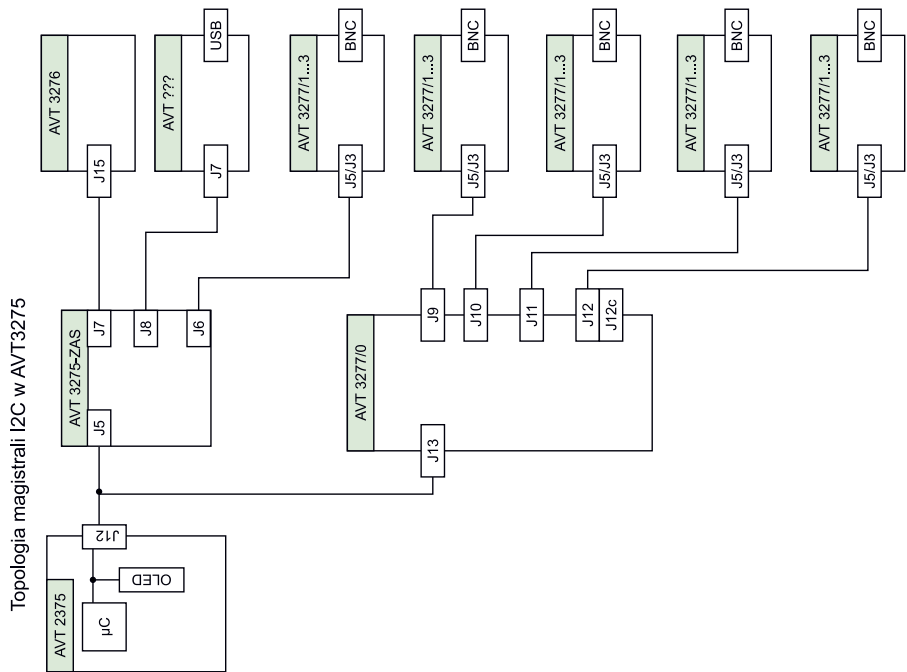 Topologia magistrali I2C w AVT3275
AVT 2375
µC
OLED
J12
AVT 3275-ZAS
J5
J7
J8
J6
AVT 3277/0
J13
J9
J10
J11
J12
J12c
AVT 3276
J15
AVT ???
J7
USB
AVT 3277/1...3
J5/J3
BNC
AVT 3277/1...3
J5/J3
BNC
AVT 3277/1...3
J5/J3
BNC
AVT 3277/1...3
J5/J3
BNC
AVT 3277/1...3
J5/J3
BNC